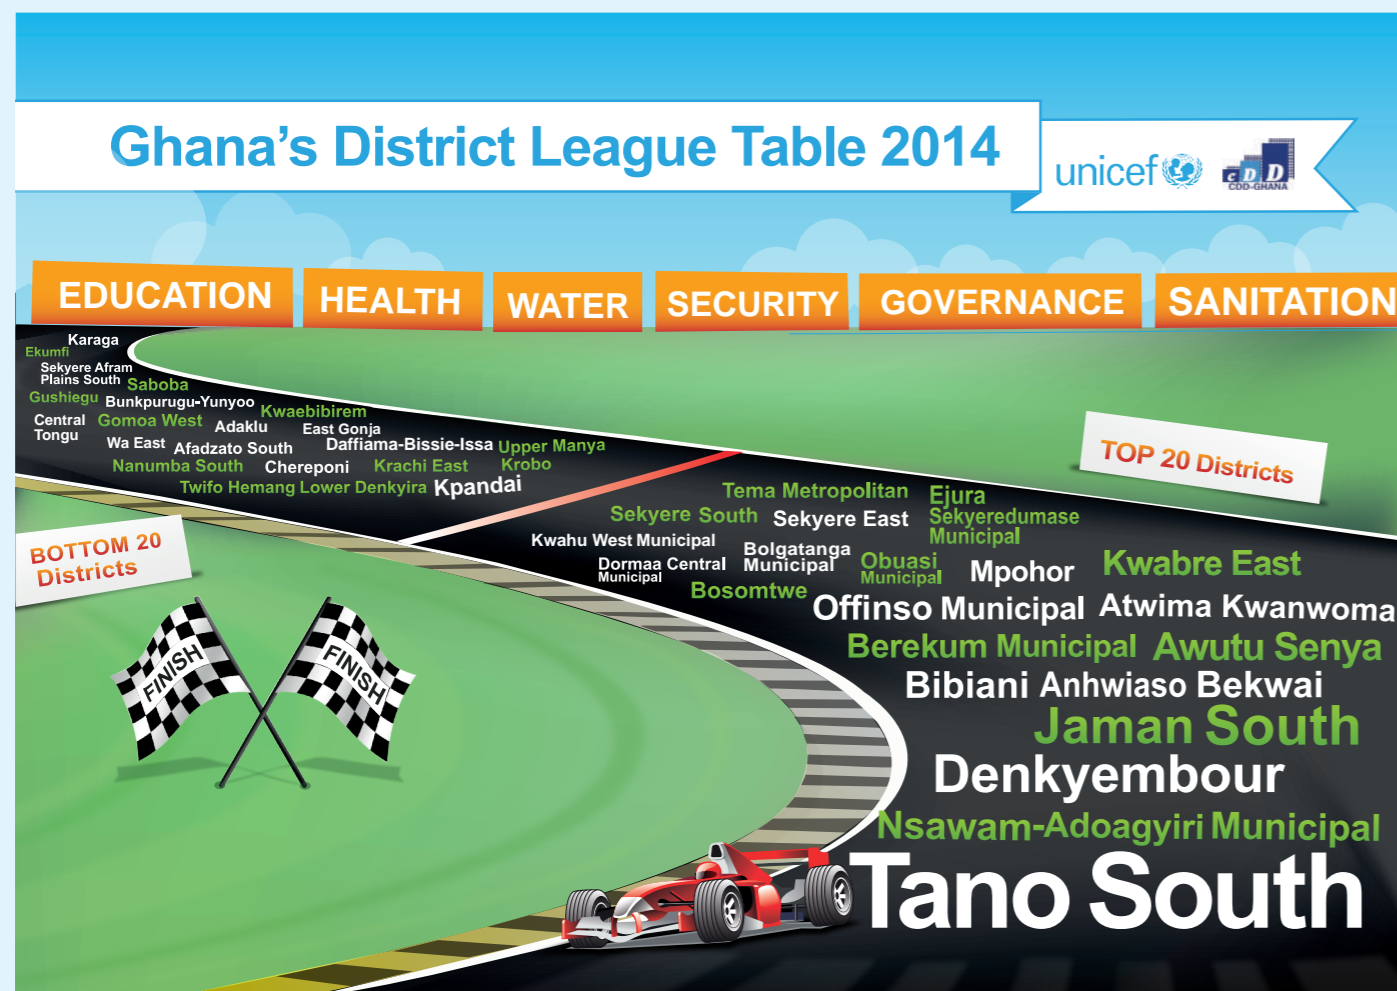 Ghana's District League Table 2014
unicef
CDD
CDD-GHANA
EDUCATION
HEALTH
WATER
SECURITY
GOVERNANCE
SANITATION
Karaga
Ekumfi
Sekyere Afram
Plains South
Saboba
Gushiegu
Bunkpurugu-Yunyoo
Kwaebibirem
Central
Tongu
Gomoa West
Adaklu
East Gonja
Wa East
Afadzato South
Daffiama-Bissie-Issa
Upper Manya
Krobo
Nanumba South
Chereponi
Krachi East
Twifo Hemang Lower Denkyira
Kpandai
BOTTOM 20
Districts
FINISH
FINISH
TOP 20 Districts
Tema Metropolitan
Ejura
Sekyeredumase
Municipal
Sekyere South
Sekyere East
Kwahu West Municipal
Bolgatanga
Municipal
Dormaa Central
Municipal
Obuasi
Municipal
Mpohor
Kwabre East
Bosomtwe
Offinso Municipal
Atwima Kwanwoma
Berekum Municipal
Awutu Senya
Bibiani Anhwiaso Bekwai
Jaman South
Denkyembour
Nsawam-Adoagyiri Municipal
Tano South